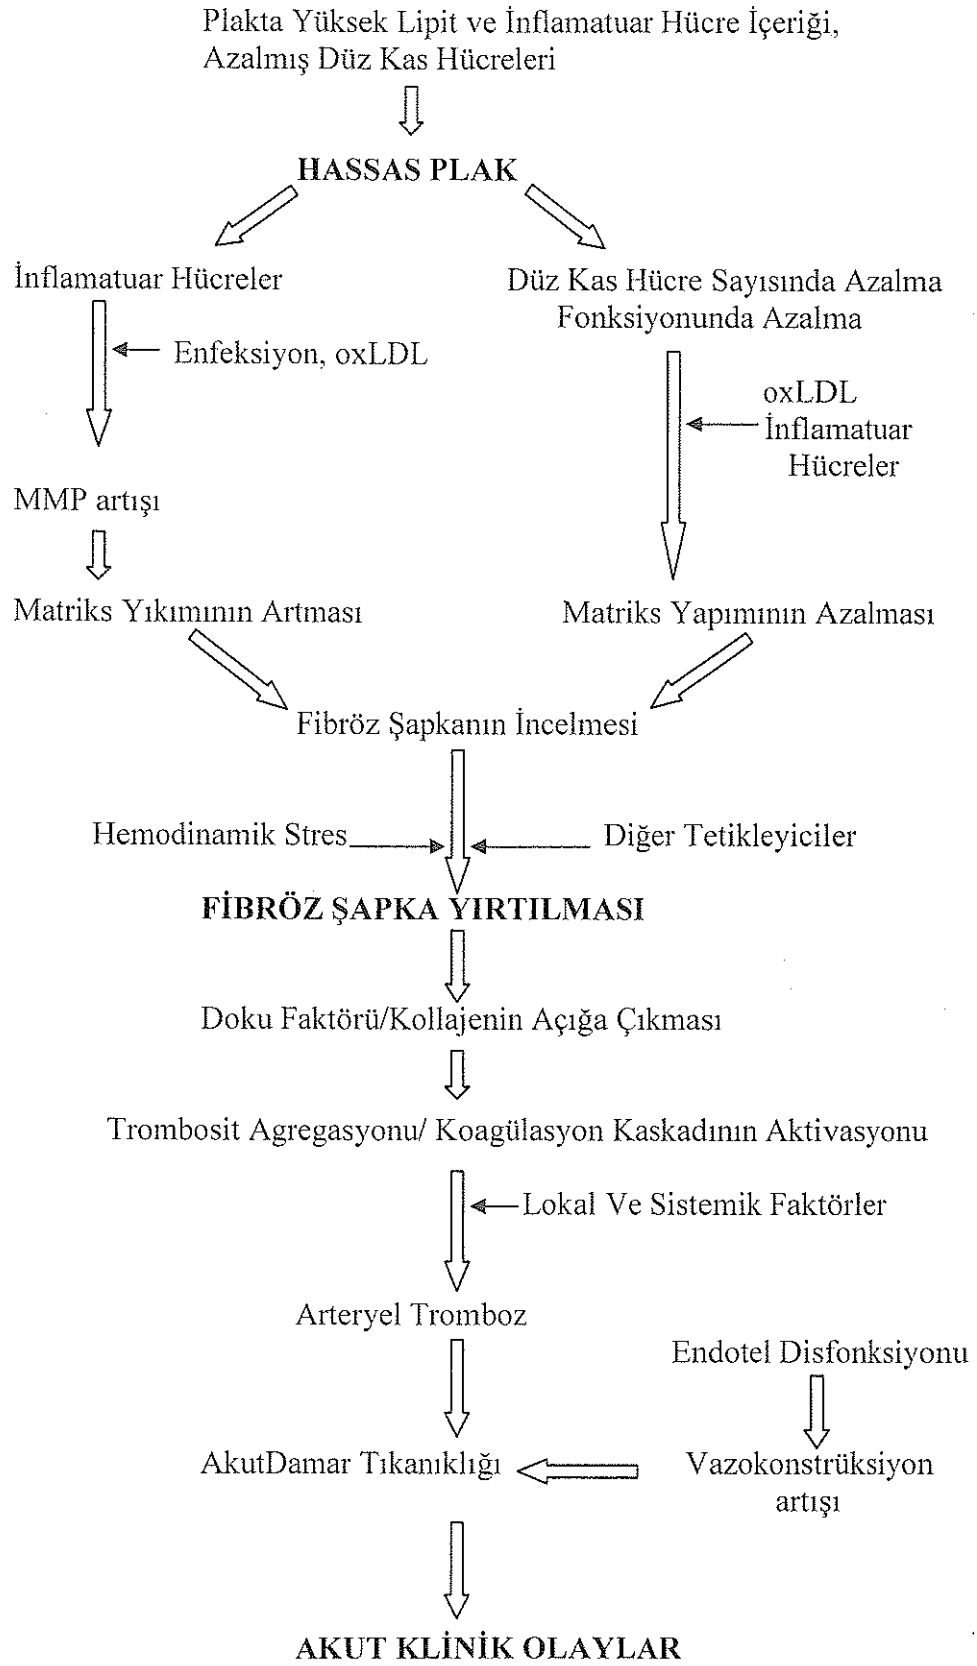 Plakta Yüksek Lipit ve İnflamatuar Hücre İçeriği,
Azalmış Düz Kas Hücreleri
HASSAS PLAK
İnflamatuar Hücreler
Düz Kas Hücre Sayısında Azalma
Fonksiyonunda Azalma
Enfeksiyon, oxLDL
oxLDL
İnflamatuar
Hücreler
MMP artışı
Matriks Yıkımının Artması
Matriks Yapımının Azalması
Fibröz Şapkanın İncelmesi
Hemodinamik Stres
Diğer Tetikleyiciler
FİBRÖZ ŞAPKA YIRTILMASI
Doku Faktörü/Kollajenin Açığa Çıkması
Trombosit Agregasyonu/ Koagülasyon Kaskadının Aktivasyonu
Lokal Ve Sistemik Faktörler
Arteryel Tromboz
Endotel Disfonksiyonu
AkutDamar Tıkanıklığı
Vazokonstrüksiyon
artışı
AKUT KLİNİK OLAYLAR